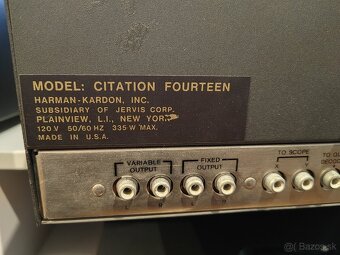 MODEL: CITATION FOURTEEN
HARMAN-KARDON, INC.
SUBSIDIARY OF JERVIS CORP.
PLAINVIEW, L.I., NEW YORK
120 V 50/60 HZ 335 W MAX.
MADE IN U.S.A.
VARIABLE OUTPUT
FIXED OUTPUT
TO SCOPE
L R L R
SBazar.sk